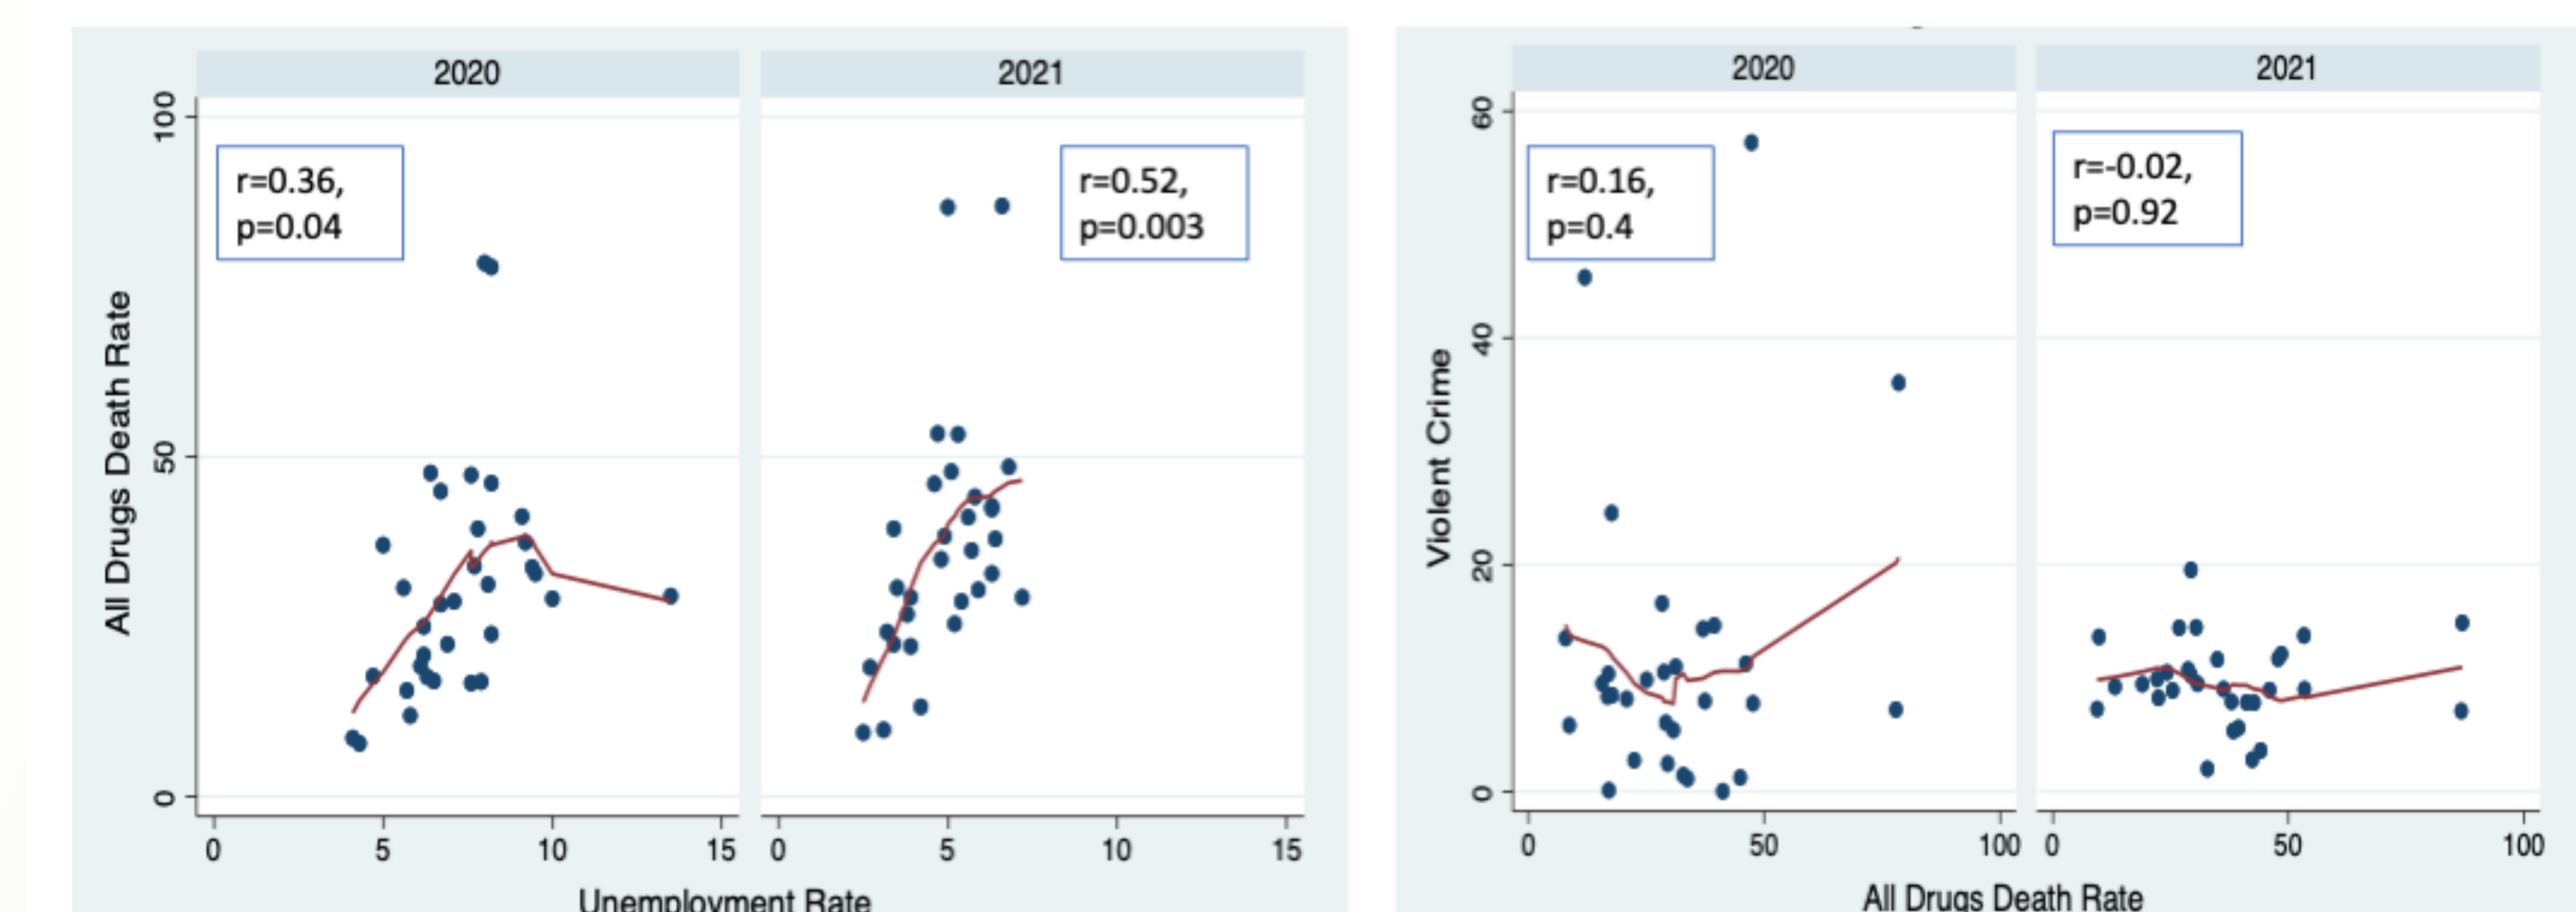 2020
2021
r=0.36,
p=0.04
r=0.52,
p=0.003
All Drugs Death Rate
100
50
0
0 5 10 15
0 5 10 15
Unemployment Rate
2020
2021
r=0.16,
p=0.4
r=-0.02,
p=0.92
Violent Crime
60
40
20
0
0 50 100
0 50 100
All Drugs Death Rate